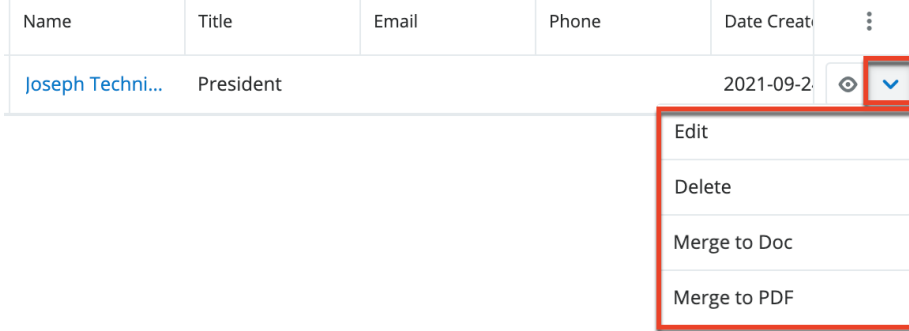 Name Title Email Phone Date Create
Joseph Techni... President 2021-09-2
Edit
Delete
Merge to Doc
Merge to PDF